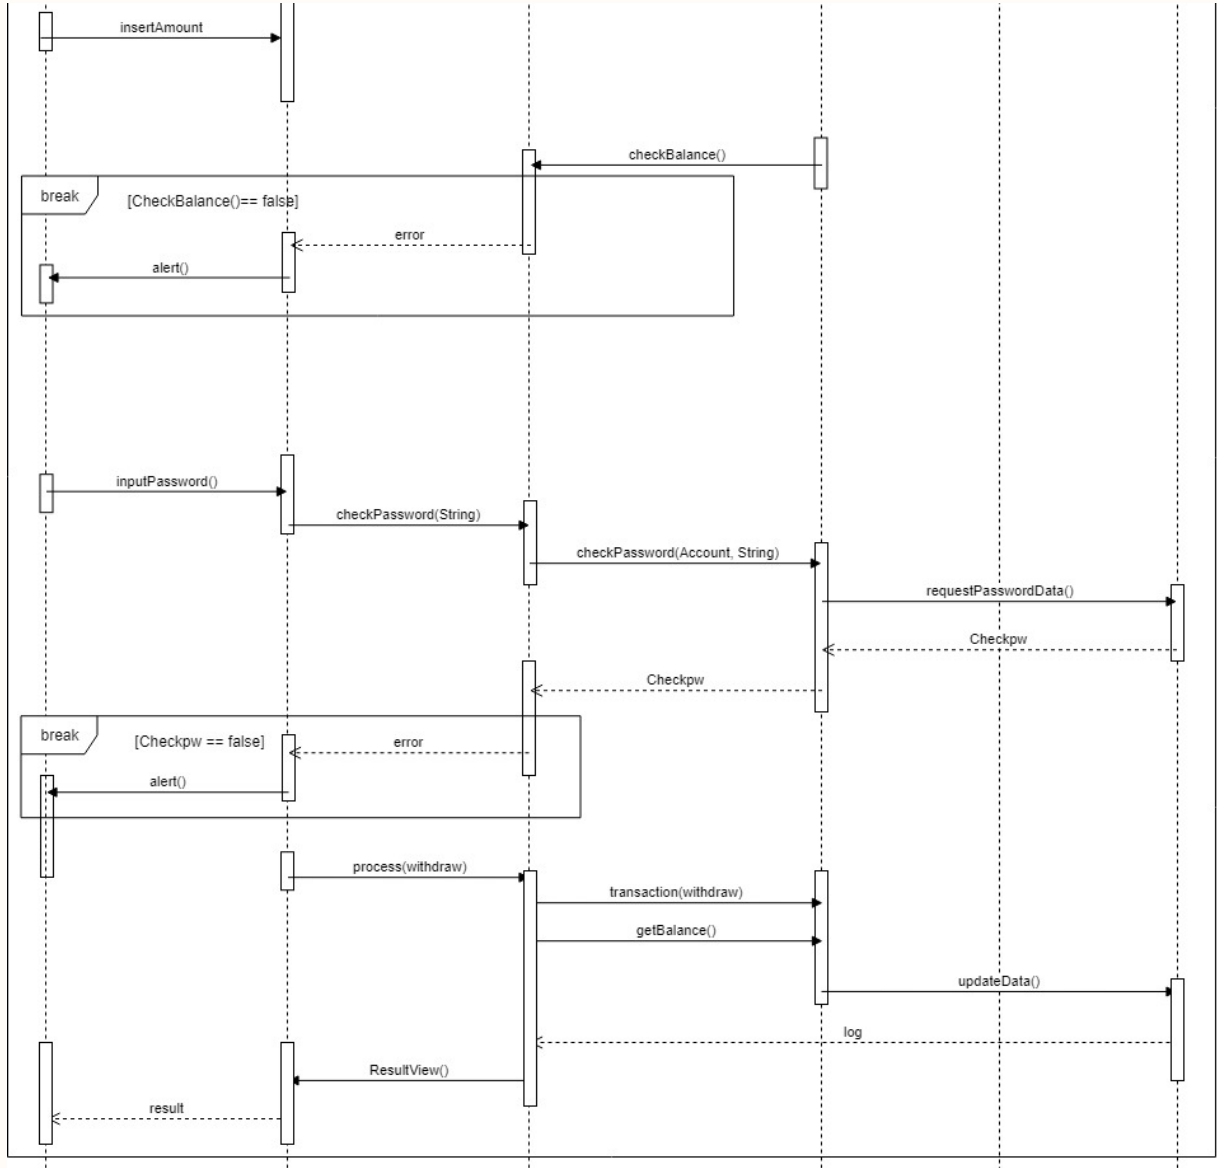 insertAmount
checkBalance()
break
[CheckBalance()== false]
error
alert()
inputPassword()
checkPassword(String)
checkPassword(Account, String)
requestPasswordData()
Checkpw
Checkpw
break
[Checkpw == false]
error
alert()
process(withdraw)
transaction(withdraw)
getBalance()
updateData()
log
ResultView()
result